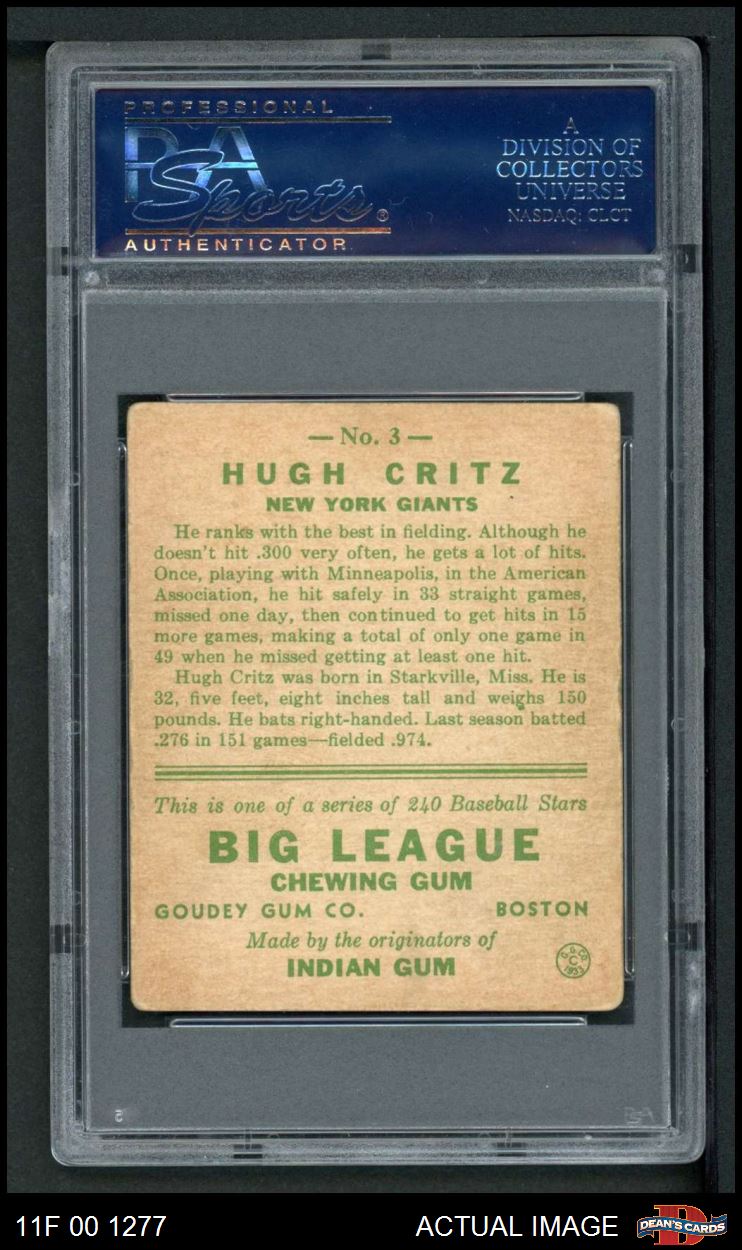 PROFESSIONAL
PSA
Sports®
AUTHENTICATOR
A
DIVISION OF
COLLECTORS
UNIVERSE
NASDAQ: CLCT
— No. 3 —
HUGH CRITZ
NEW YORK GIANTS
He ranks with the best in fielding. Although he
doesn't hit .300 very often, he gets a lot of hits.
Once, playing with Minneapolis, in the American
Association, he hit safely in 33 straight games,
missed one day, then continued to get hits in 15
more games, making a total of only one game in
49 when he missed getting at least one hit.
Hugh Critz was born in Starkville, Miss. He is
32, five feet, eight inches tall and weighs 150
pounds. He bats right-handed. Last season batted
.276 in 151 games—fielded .974.
This is one of a series of 240 Baseball Stars
BIG LEAGUE
CHEWING GUM
GOUDEY GUM CO. BOSTON
Made by the originators of
INDIAN GUM
G.G.CO.
C
1933
PSA
11F 00 1277 ACTUAL IMAGE
DEAN'S CARDS